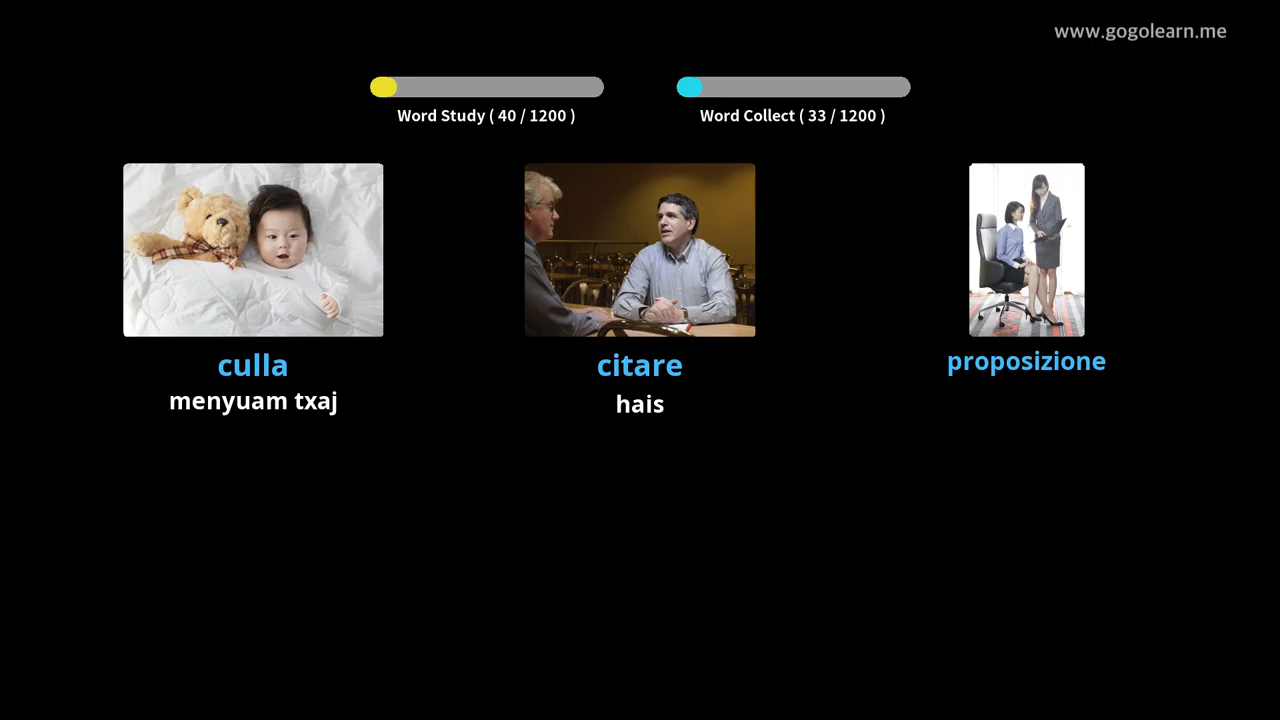 www.gogolearn.me
Word Study ( 40 / 1200 )
Word Collect ( 33 / 1200 )
culla
menyuam txaj
citare
hais
proposizione